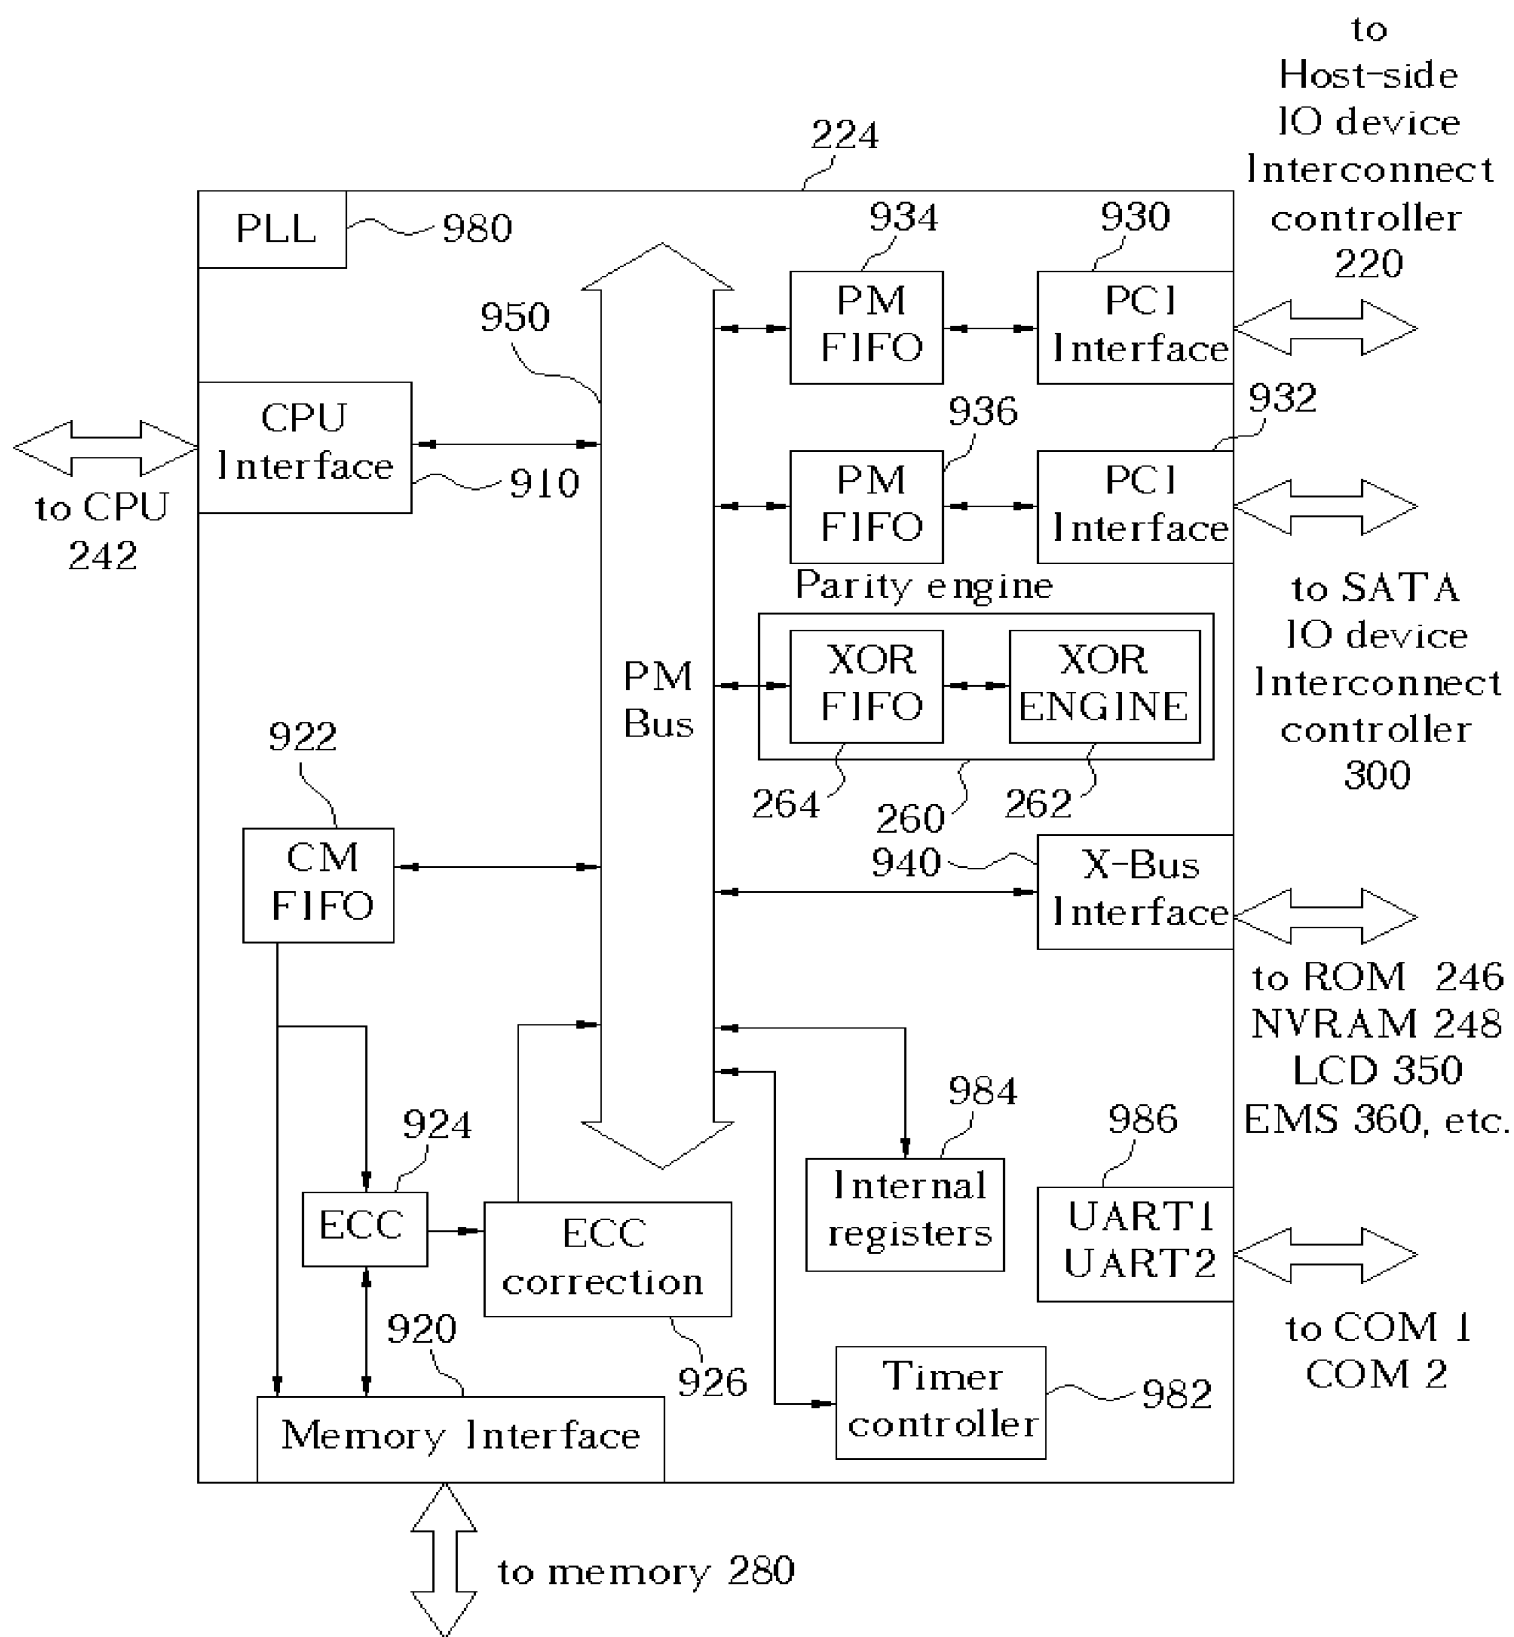 to
Host-side
IO device
Interconnect
controller
220
224
PLL
980
934
930
PM
FIFO
PCI
Interface
950
CPU
Interface
910
to CPU
242
936
932
PM
FIFO
PCI
Interface
to SATA
IO device
Interconnect
controller
300
Parity engine
XOR
FIFO
XOR
ENGINE
264
260
262
PM
Bus
922
CM
FIFO
940
X-Bus
Interface
to ROM 246
NVRAM 248
LCD 350
EMS 360, etc.
924
ECC
ECC
correction
926
984
Internal
registers
986
UART1
UART2
to COM 1
COM 2
920
Memory Interface
Timer
controller
982
to memory 280